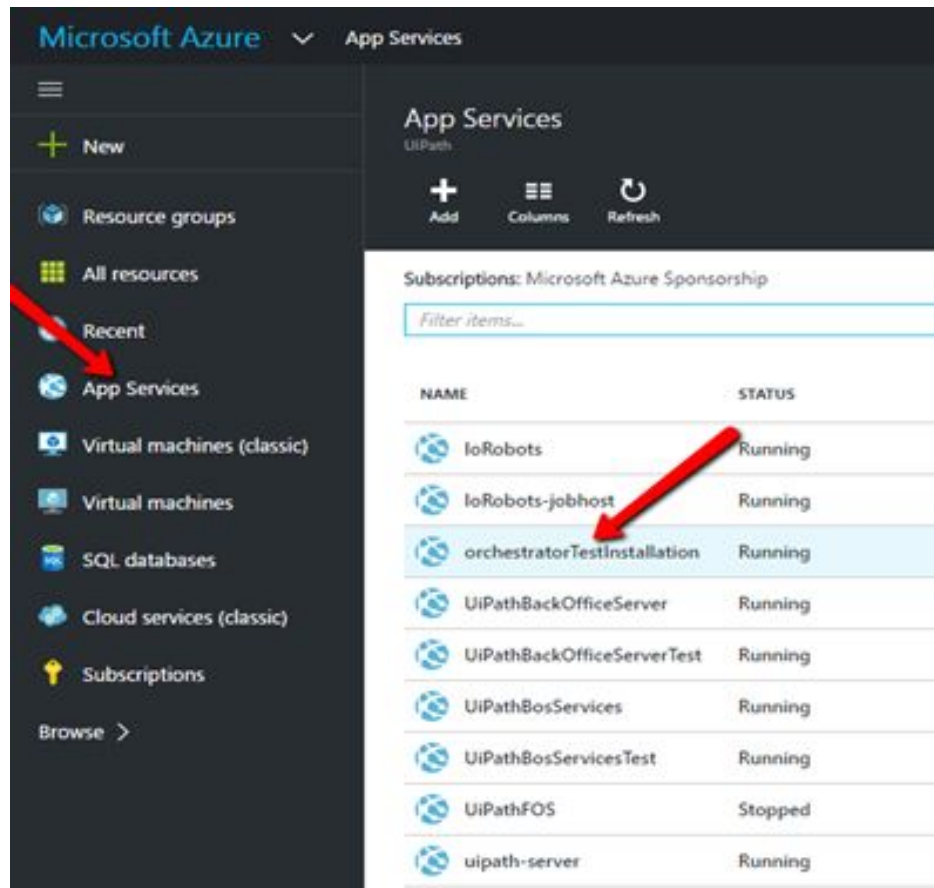 Microsoft Azure App Services
New
Resource groups
All resources
Recent
App Services
Virtual machines (classic)
Virtual machines
SQL databases
Cloud services (classic)
Subscriptions
Browse
App Services
UiPath
Add Columns Refresh
Subscriptions: Microsoft Azure Sponsorship
Filter items...
NAME STATUS
IoRobots Running
IoRobots-jobhost Running
orchestratorTestInstallation Running
UiPathBackOfficeServer Running
UiPathBackOfficeServerTest Running
UiPathBosServices Running
UiPathBosServicesTest Running
UiPathFOS Stopped
uipath-server Running